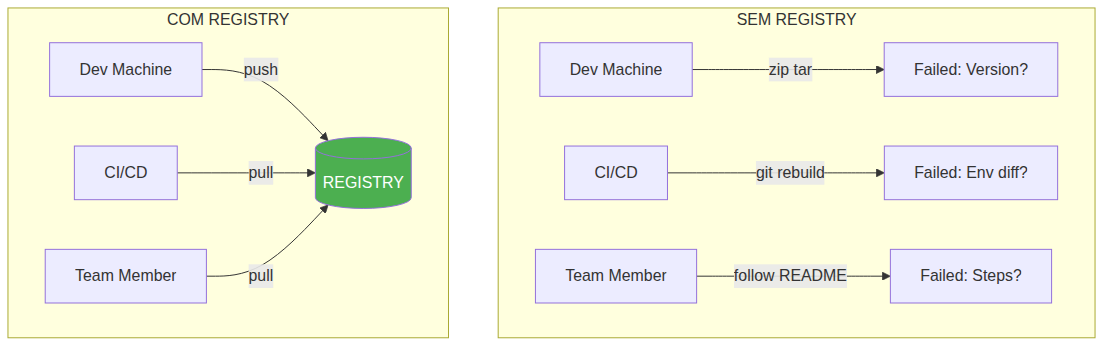 COM REGISTRY
Dev Machine
push
CI/CD
pull
REGISTRY
Team Member
pull
SEM REGISTRY
Dev Machine
zip tar
Failed: Version?
CI/CD
git rebuild
Failed: Env diff?
Team Member
follow README
Failed: Steps?